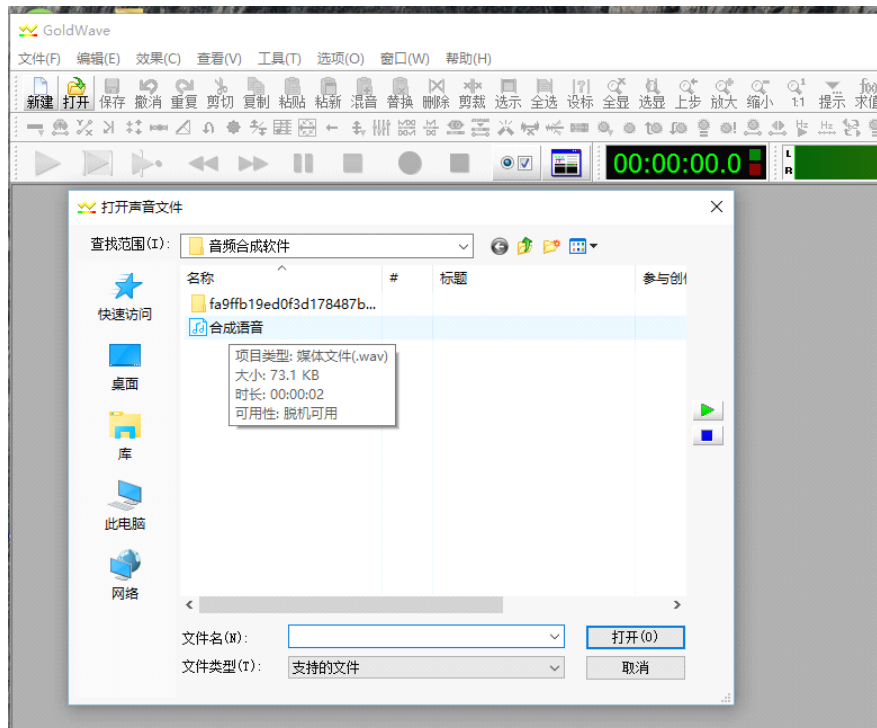 GoldWave
文件(F) 编辑(E) 效果(C) 查看(V) 工具(T) 选项(O) 窗口(W) 帮助(H)
新建 打开 保存 撤消 重复 剪切 复制 粘贴 粘新 混音 替换 删除 剪裁 选示 全选 设标 全显 选显 上步 放大 缩小 1:1 提示 求值
00:00:00.0
L
R
打开声音文件
查找范围(I): 音频合成软件
名称 # 标题 参与创作
fa9ffb19ed0f3d178487b...
合成语音
项目类型: 媒体文件(.wav)
大小: 73.1 KB
时长: 00:00:02
可用性: 脱机可用
快速访问
桌面
库
此电脑
网络
文件名(N):
打开(O)
文件类型(T): 支持的文件
取消